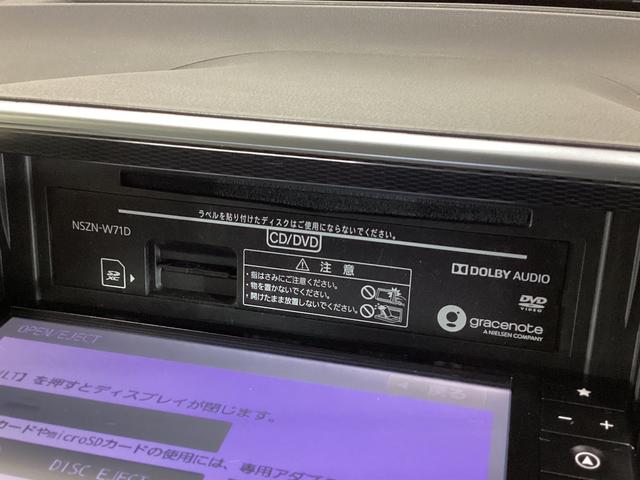 ラベルを貼り付けたディスクはご使用にならないでください。
NSZN-W71D
CD/DVD
注意
・指はさみにご注意ください。
・物を置かないでください。
・開けたまま放置しないでください。
DOLBY AUDIO
DVD
VIDEO
gracenote
A NIELSEN COMPANY
OPEN/EJECT
戻る
LT】を押すとディスプレイが閉じます。
カードやmicroSDカードの使用には、専用アダプ
DISC EJECT